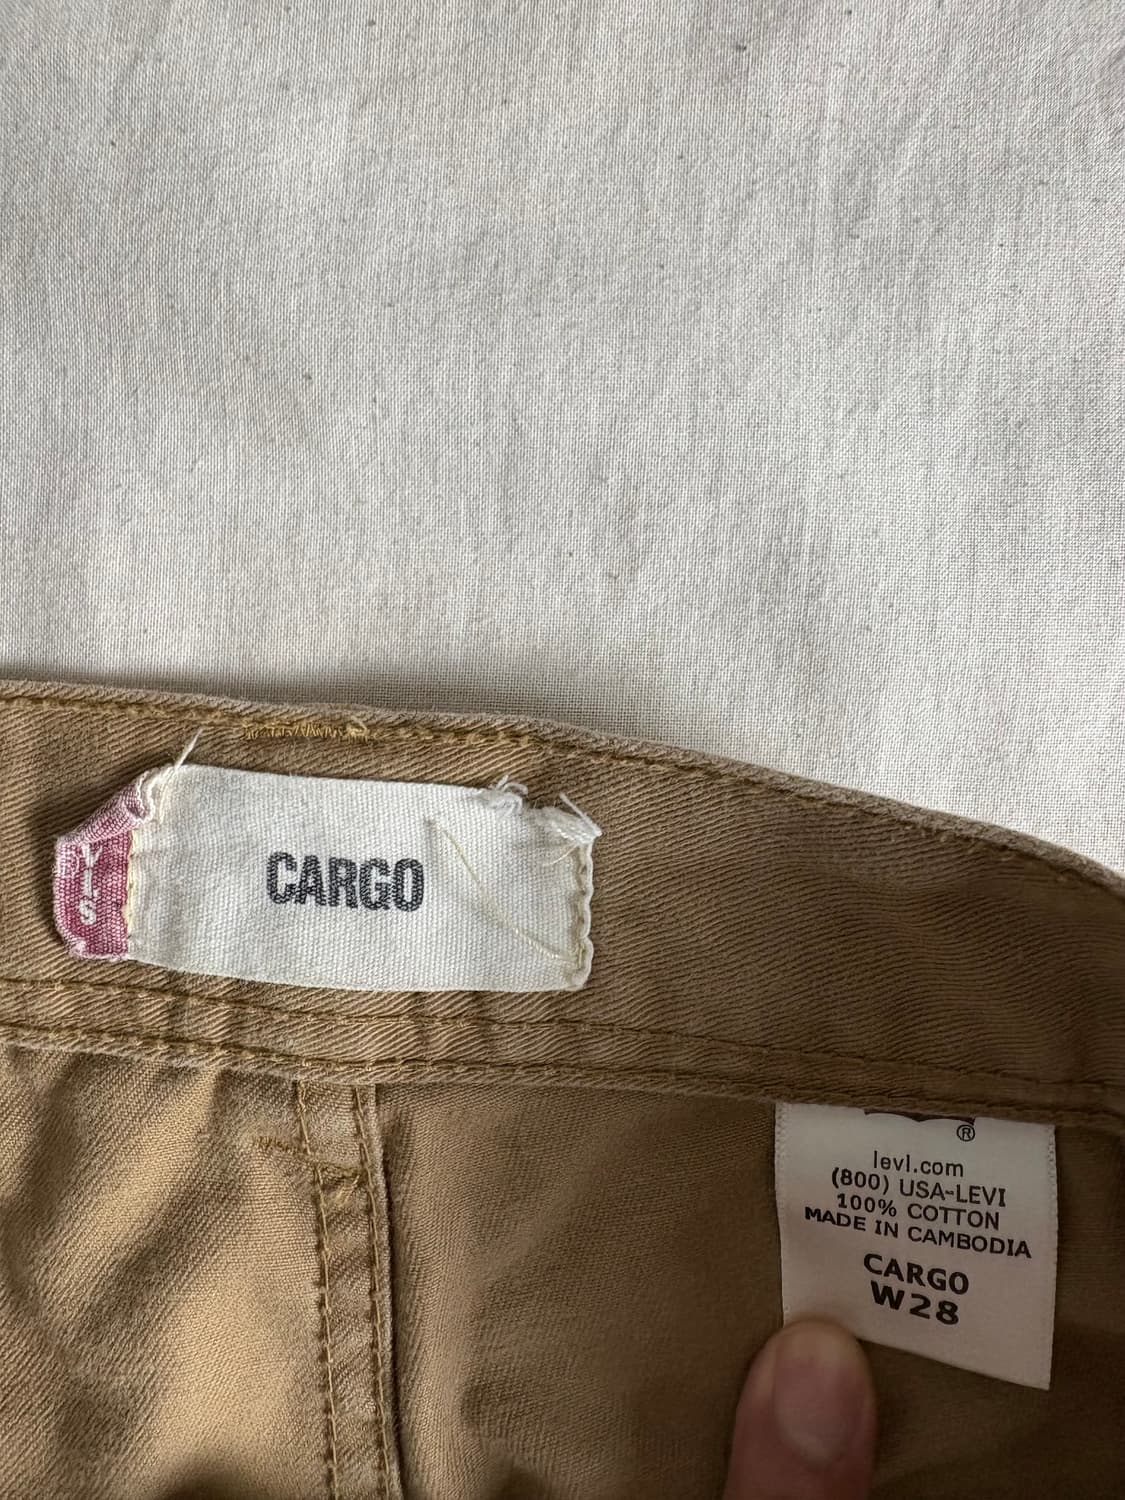 CARGO
®
levi.com
(800) USA-LEVI
100% COTTON
MADE IN CAMBODIA
CARGO
W28